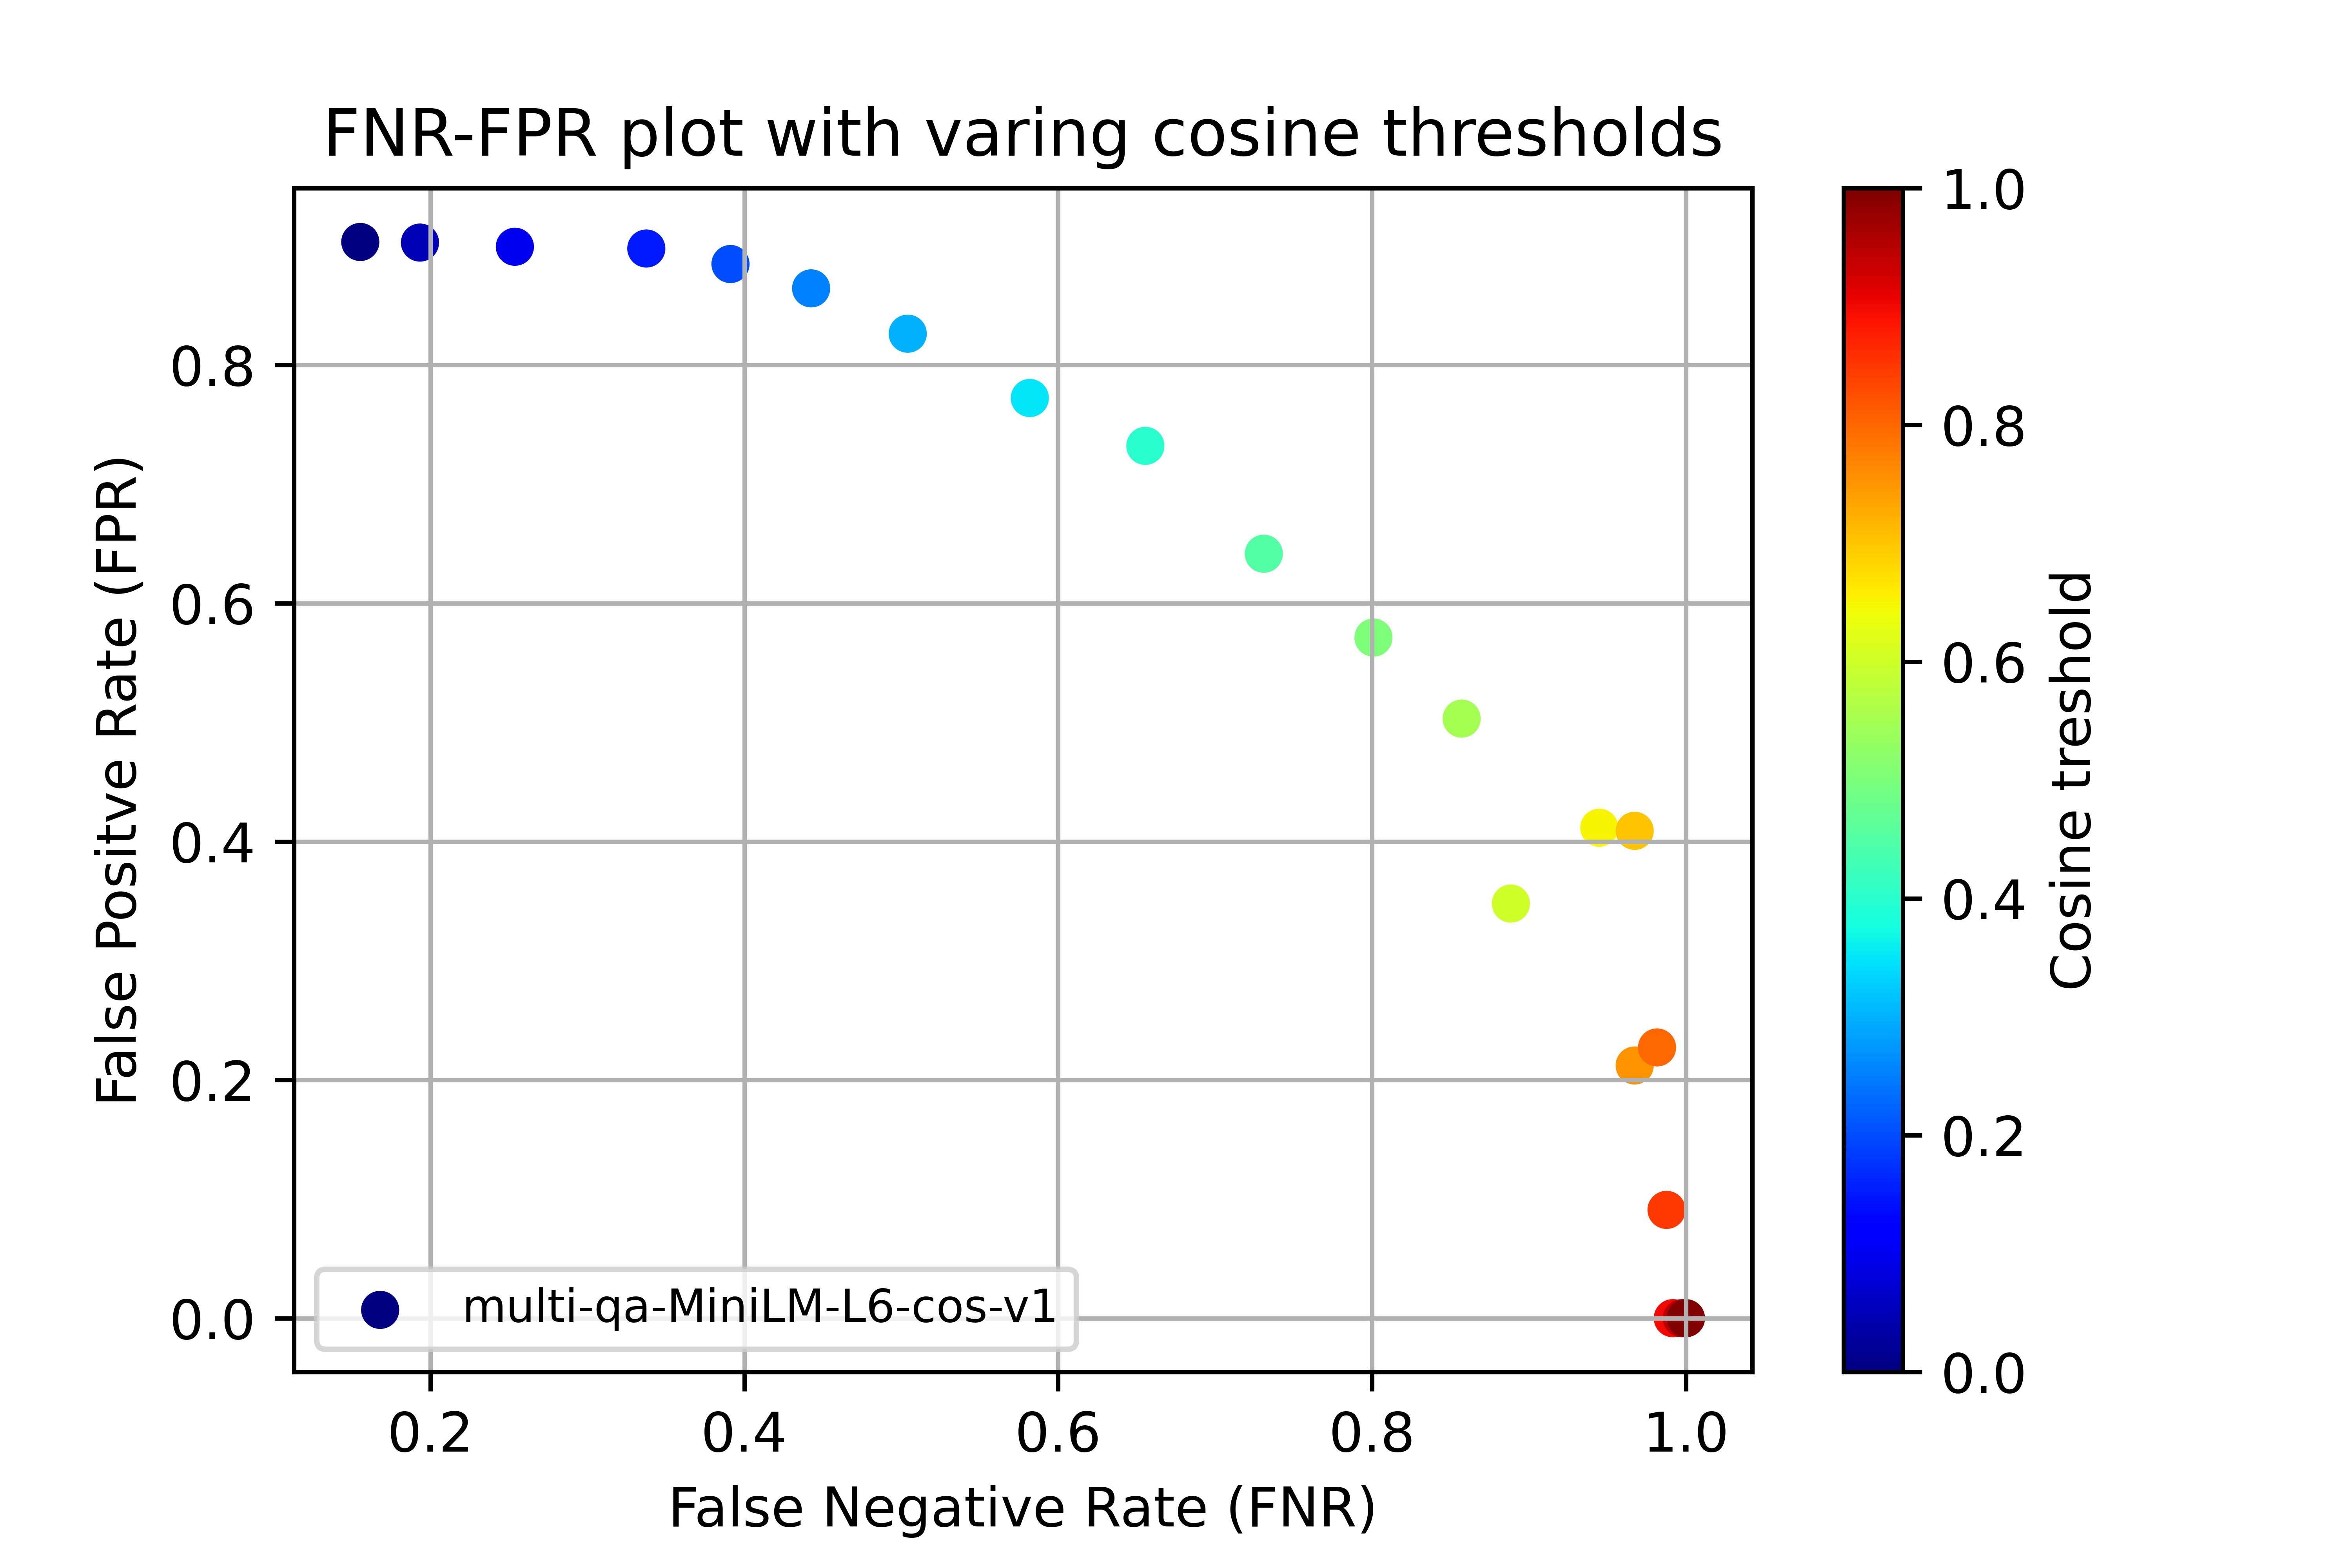 FNR-FPR plot with varing cosine thresholds
False Positive Rate (FPR)
0.8
0.6
0.4
0.2
0.0
multi-qa-MiniLM-L6-cos-v1
0.2 0.4 0.6 0.8 1.0
False Negative Rate (FNR)
1.0
0.8
0.6
0.4
0.2
0.0
Cosine treshold